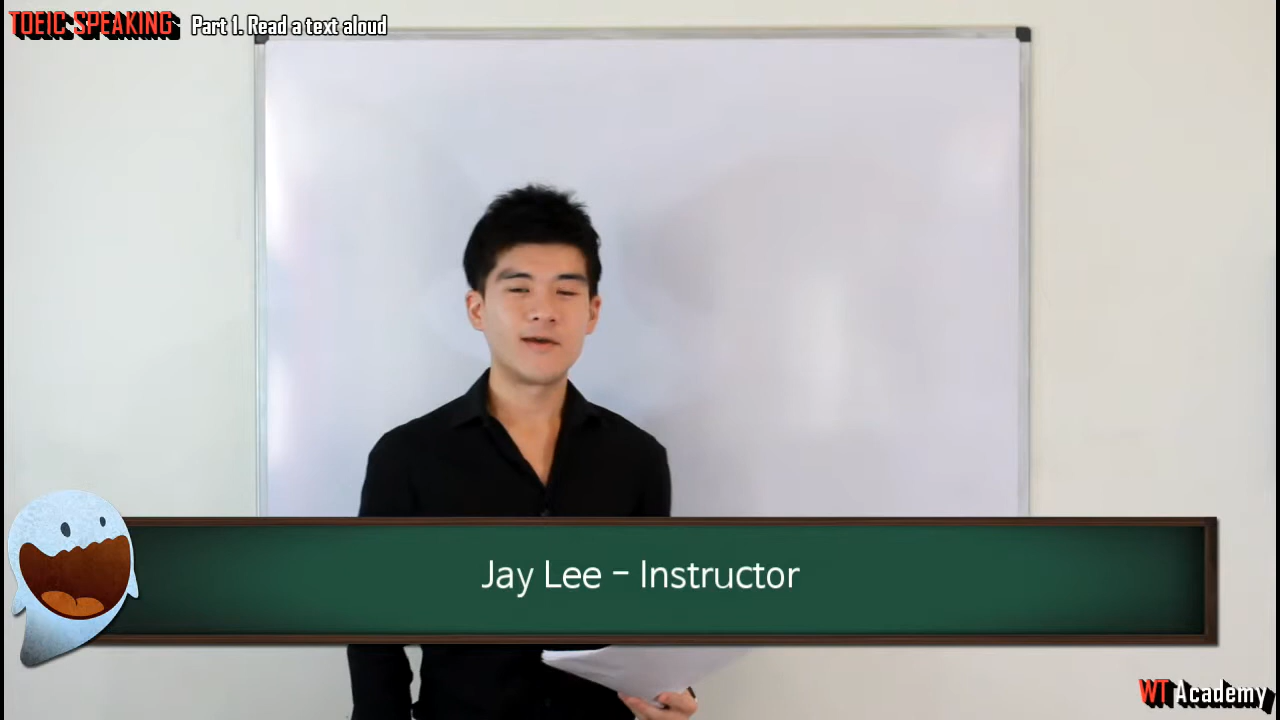 TOEIC SPEAKING Part 1. Read a text aloud
Jay Lee - Instructor
WT Academy